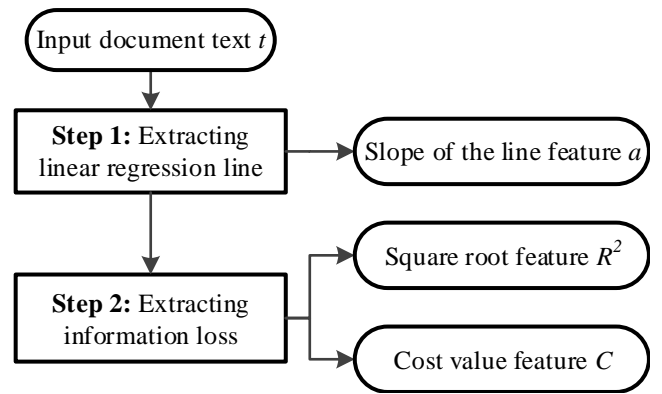 Input document text t
Step 1: Extracting
linear regression line
Slope of the line feature a
Step 2: Extracting
information loss
Square root feature R²
Cost value feature C